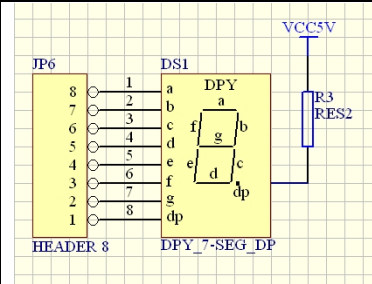 VCC5V
JP6 DS1
8 1 a DPY
7 2 b a
6 3 c f b
5 4 d g
4 5 e e c
3 6 f d
2 7 g dp
1 8 dp
R3
RES2
HEADER 8 DPY_7-SEG_DP